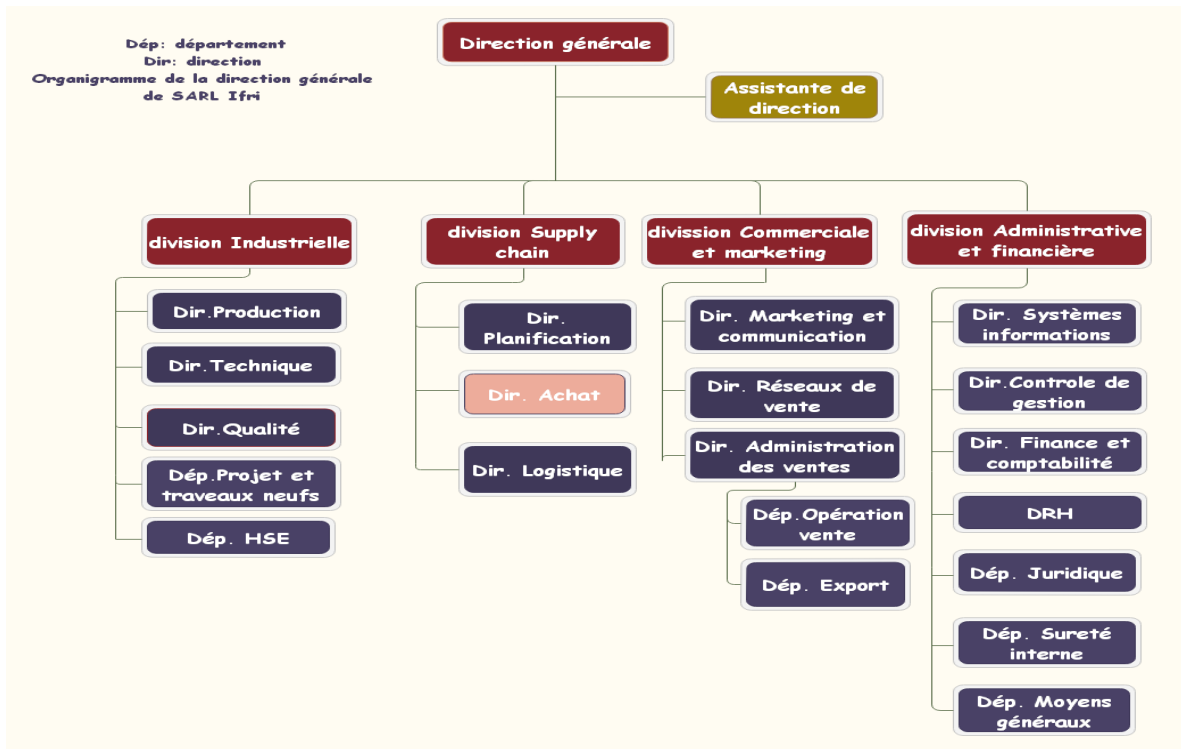 Dép: département
Dir: direction
Organigramme de la direction générale
de SARL Ifri
Direction générale
Assistante de
direction
division Industrielle
Dir.Production
Dir.Technique
Dir.Qualité
Dép.Projet et
traveaux neufs
Dép. HSE
division Supply
chain
Dir.
Planification
Dir. Achat
Dir. Logistique
divission Commerciale
et marketing
Dir. Marketing et
communication
Dir. Réseaux de
vente
Dir. Administration
des ventes
Dép.Opération
vente
Dép. Export
division Administrative
et financière
Dir. Systèmes
informations
Dir.Controle de
gestion
Dir. Finance et
comptabilité
DRH
Dép. Juridique
Dép. Sureté
interne
Dép. Moyens
généraux